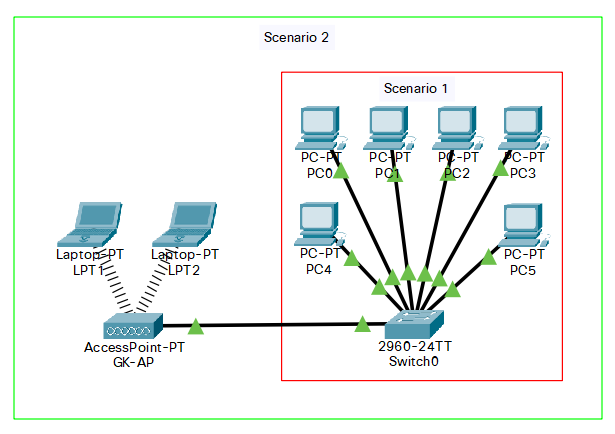 Scenario 2
Scenario 1
PC-PT
PC0
PC-PT
PC1
PC-PT
PC2
PC-PT
PC3
Laptop-PT
LPT1
Laptop-PT
LPT2
PC-PT
PC4
PC-PT
PC5
AccessPoint-PT
GK-AP
2960-24TT
Switch0